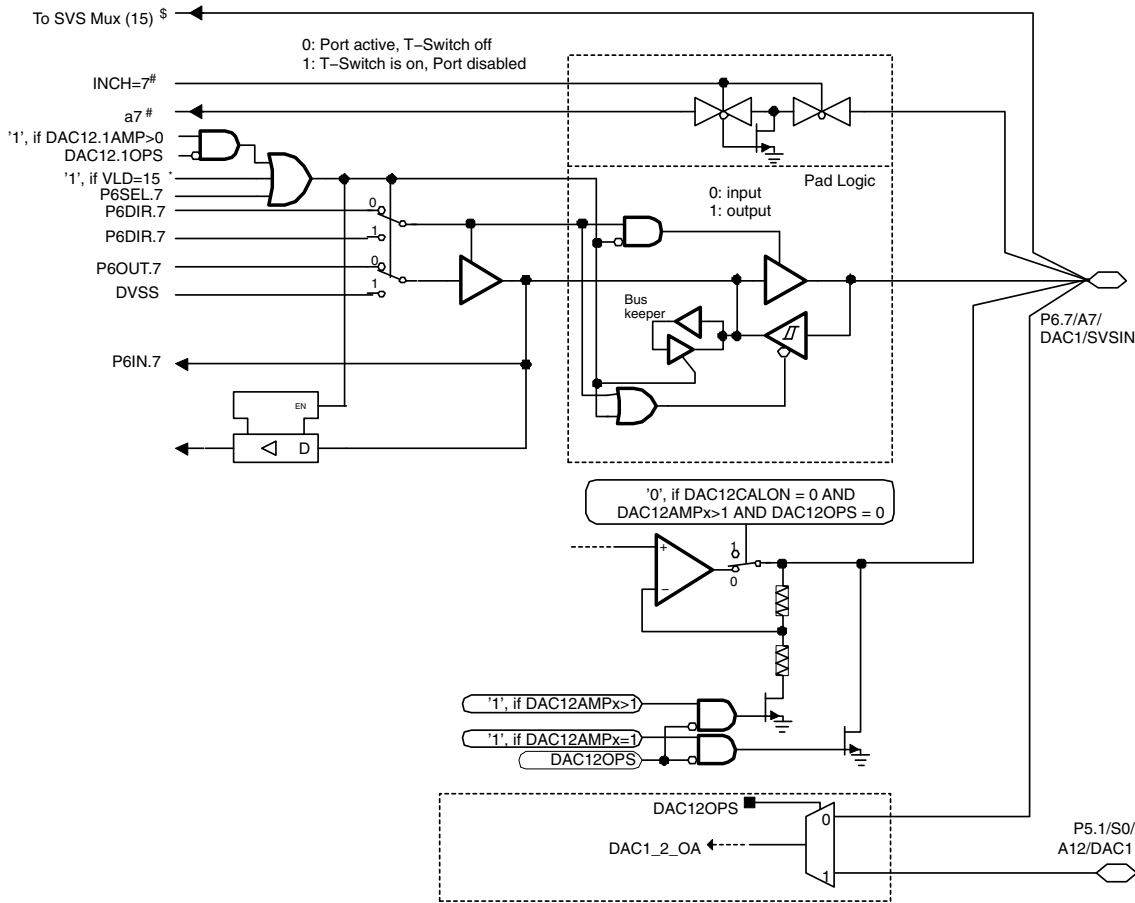 To SVS Mux (15) $
0: Port active, T−Switch off
1: T−Switch is on, Port disabled
INCH=7#
a7 #
'1', if DAC12.1AMP>0
DAC12.1OPS
'1', if VLD=15 *
P6SEL.7
P6DIR.7
0
P6DIR.7
1
P6OUT.7
0
DVSS
1
Pad Logic
0: input
1: output
Bus
keeper
P6.7/A7/
DAC1/SVSIN
P6IN.7
EN
D
'0', if DAC12CALON = 0 AND
DAC12AMPx>1 AND DAC12OPS = 0
+
−
1
0
'1', if DAC12AMPx>1
'1', if DAC12AMPx=1
DAC12OPS
DAC12OPS
0
DAC1_2_OA
1
P5.1/S0/
A12/DAC1